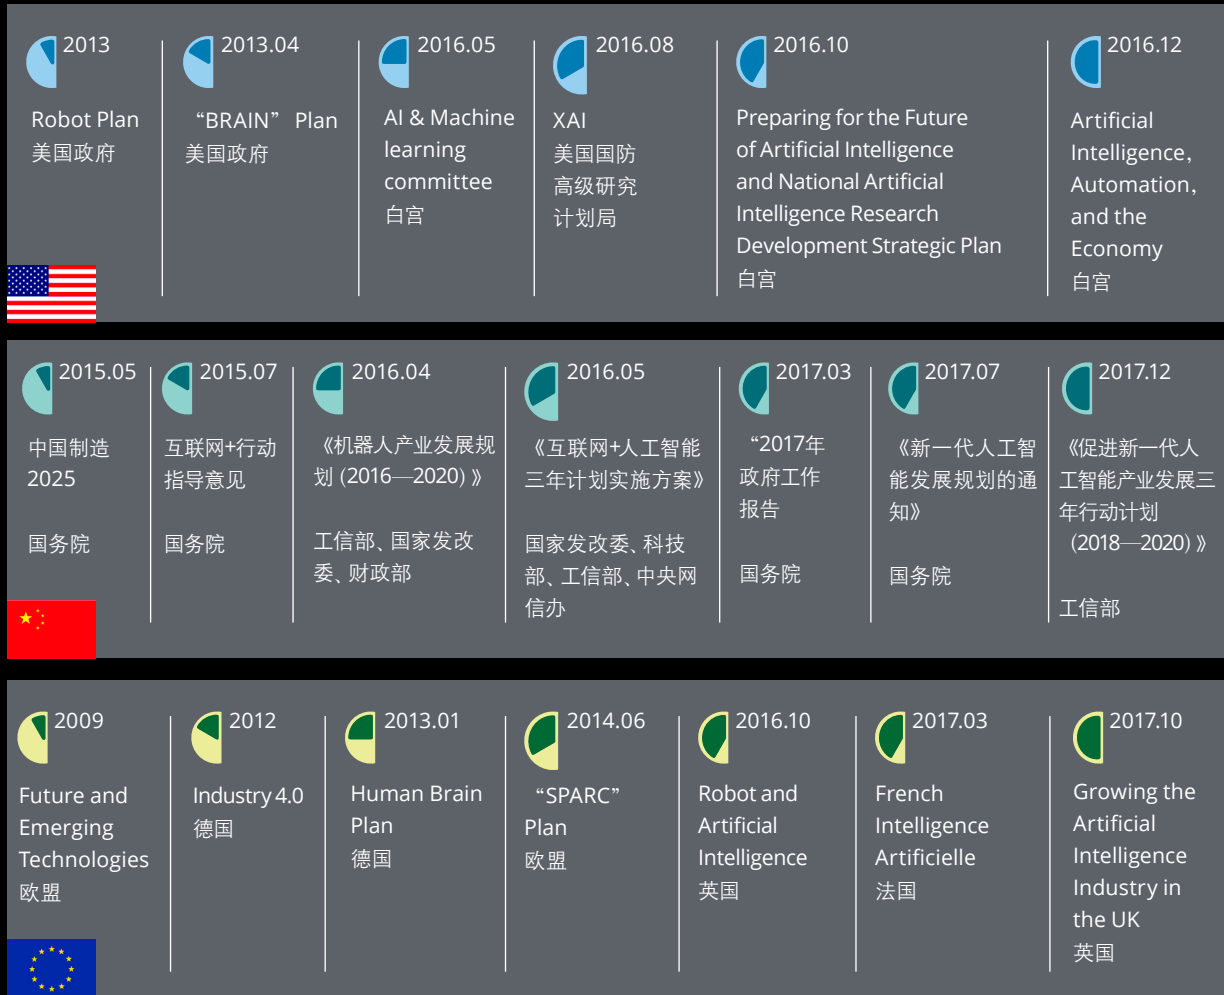 2013
Robot Plan
美国政府
2013.04
“BRAIN” Plan
美国政府
2016.05
AI & Machine
learning
committee
白宫
2016.08
XAI
美国国防
高级研究
计划局
2016.10
Preparing for the Future
of Artificial Intelligence
and National Artificial
Intelligence Research
Development Strategic Plan
白宫
2016.12
Artificial
Intelligence,
Automation,
and the
Economy
白宫
2015.05
中国制造
2025
国务院
2015.07
互联网+行动
指导意见
国务院
2016.04
《机器人产业发展规
划 (2016—2020) 》
工信部、国家发改
委、财政部
2016.05
《互联网+人工智能
三年计划实施方案》
国家发改委、科技
部、工信部、中央网
信办
2017.03
“2017年
政府工作
报告
国务院
2017.07
《新一代人工智
能发展规划的通
知》
国务院
2017.12
《促进新一代人
工智能产业发展三
年行动计划
(2018—2020) 》
工信部
2009
Future and
Emerging
Technologies
欧盟
2012
Industry 4.0
德国
2013.01
Human Brain
Plan
德国
2014.06
“SPARC”
Plan
欧盟
2016.10
Robot and
Artificial
Intelligence
英国
2017.03
French
Intelligence
Artificielle
法国
2017.10
Growing the
Artificial
Intelligence
Industry in
the UK
英国